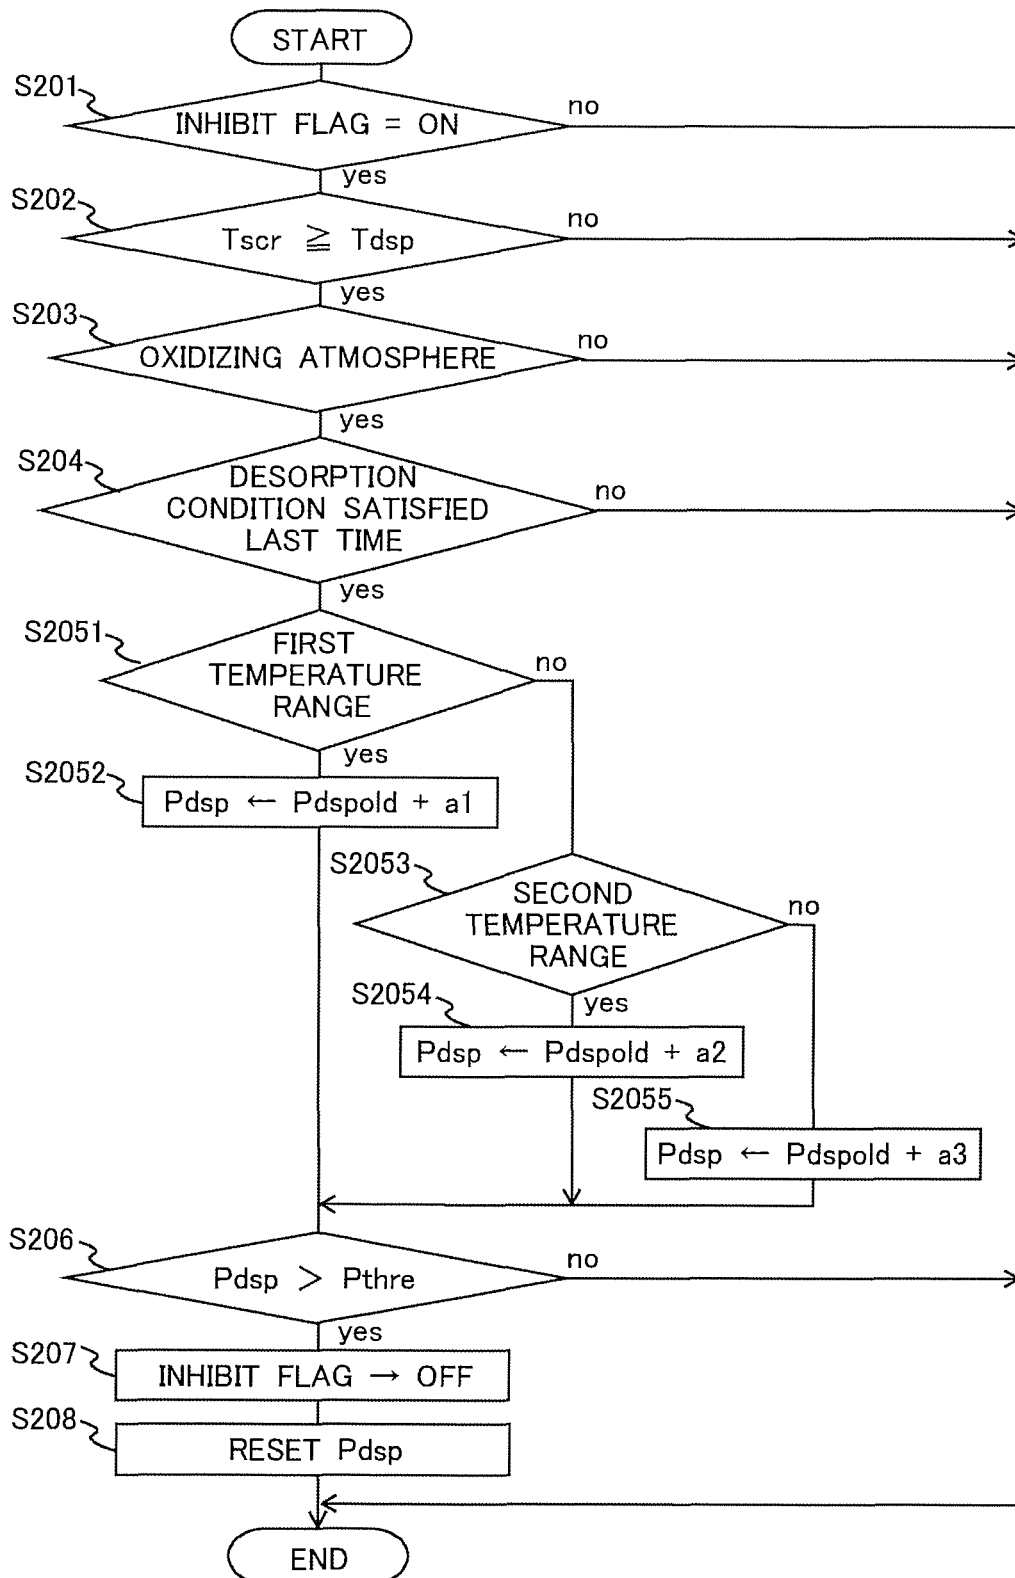 START
S201
INHIBIT FLAG = ON
no
yes
S202
Tscr ≧ Tdsp
no
yes
S203
OXIDIZING ATMOSPHERE
no
yes
S204
DESORPTION
CONDITION SATISFIED
LAST TIME
no
yes
S2051
FIRST
TEMPERATURE
RANGE
no
yes
S2052
Pdsp ← Pdspold + a1
S2053
SECOND
TEMPERATURE
RANGE
no
yes
S2054
Pdsp ← Pdspold + a2
S2055
Pdsp ← Pdspold + a3
S206
Pdsp > Pthre
no
yes
S207
INHIBIT FLAG → OFF
S208
RESET Pdsp
END